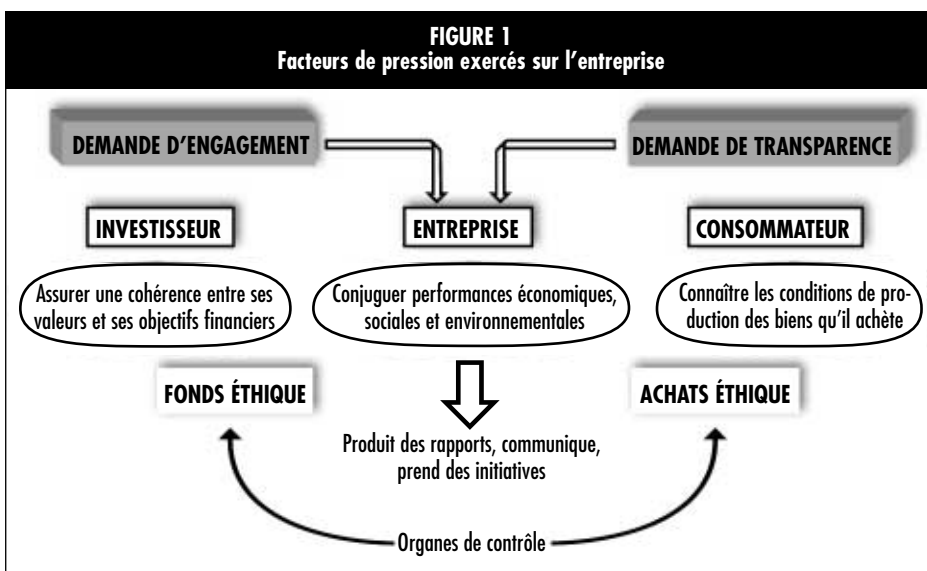 FIGURE 1
Facteurs de pression exercés sur l'entreprise
DEMANDE D'ENGAGEMENT
DEMANDE DE TRANSPARENCE
INVESTISSEUR
ENTREPRISE
CONSOMMATEUR
Assurer une cohérence entre ses
valeurs et ses objectifs financiers
Conjuguer performances économiques,
sociales et environnementales
Connaître les conditions de pro-
duction des biens qu'il achète
FONDS ÉTHIQUE
ACHATS ÉTHIQUE
Produit des rapports, communique,
prend des initiatives
Organes de contrôle